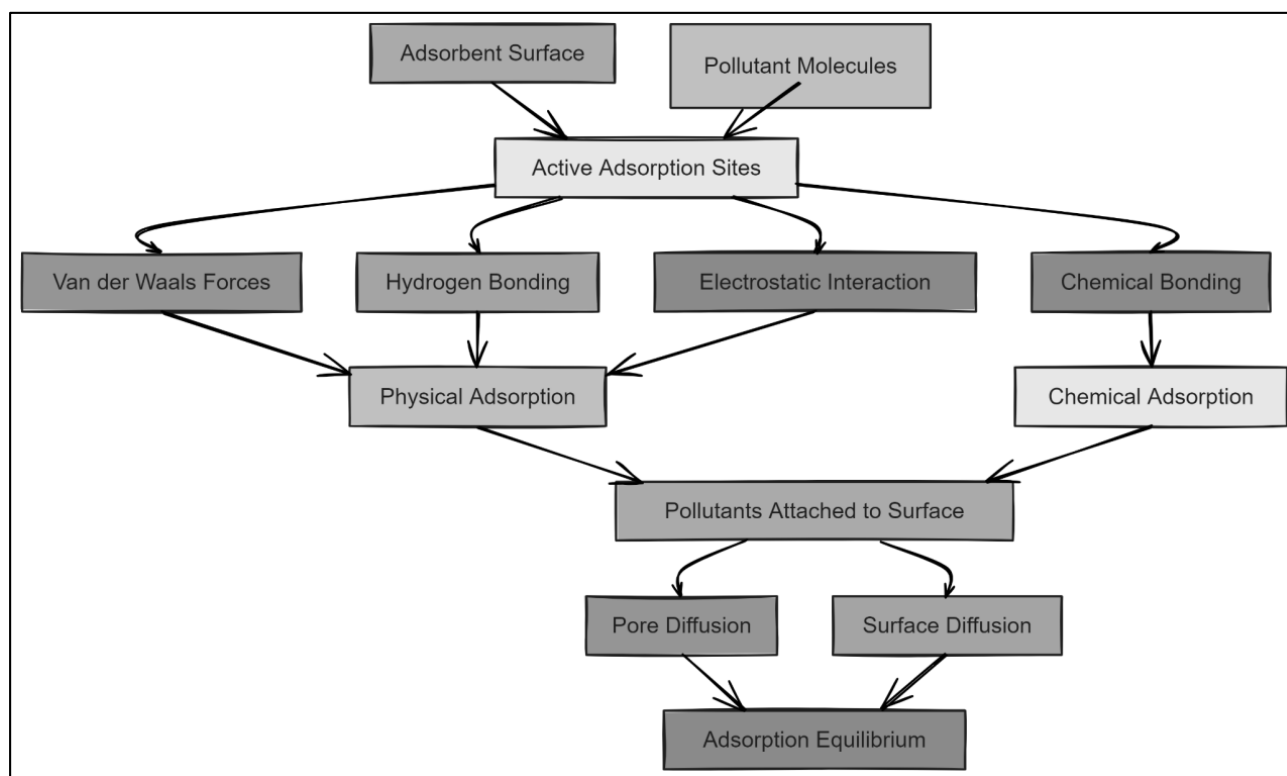 Adsorbent Surface
Pollutant Molecules
Active Adsorption Sites
Van der Waals Forces
Hydrogen Bonding
Electrostatic Interaction
Chemical Bonding
Physical Adsorption
Chemical Adsorption
Pollutants Attached to Surface
Pore Diffusion
Surface Diffusion
Adsorption Equilibrium